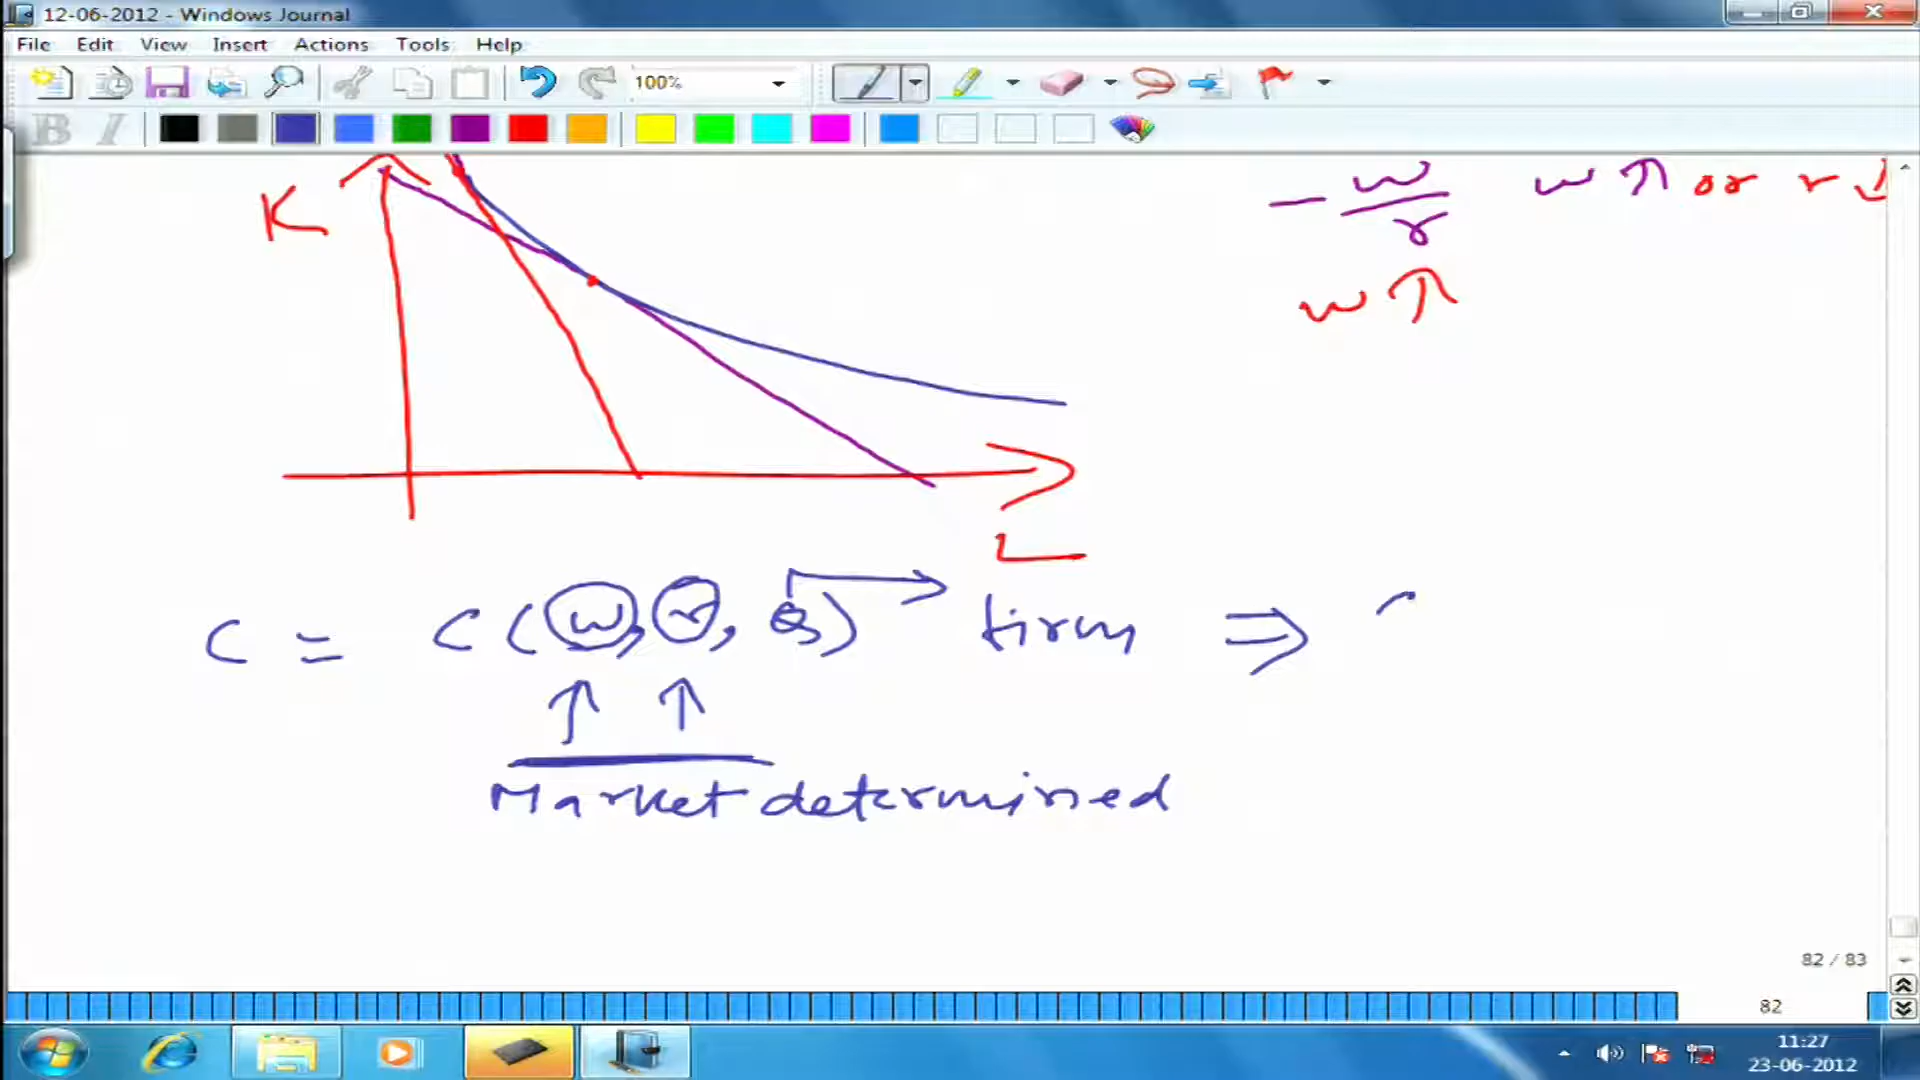 12-06-2012 - Windows Journal
File Edit View Insert Actions Tools Help
100%
B I
K
- w/r w ↑ or r ↓
w ↑
L
C = C (w, r, Q) → firm ⇒
↑ ↑
Market determined
82 / 83
82
11:27
23-06-2012